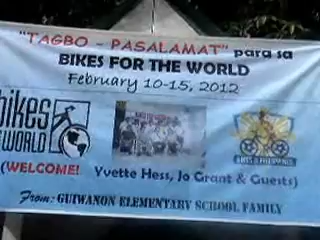 "TAGBO - PASALAMAT" para sa
BIKES FOR THE WORLD
February 10-15, 2012
bikes
WORLD
(WELCOME! Yvette Hess, Jo Grant & Guests)
From: GUIWANON ELEMENTARY SCHOOL FAMILY